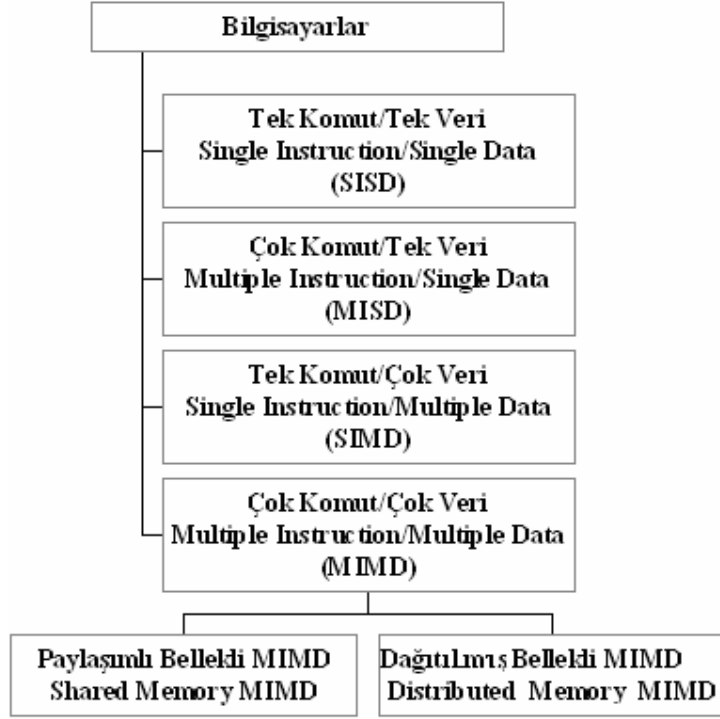 Bilgisayarlar
Tek Komut/Tek Veri
Single Instruction/Single Data
(SISD)
Çok Komut/Tek Veri
Multiple Instruction/Single Data
(MISD)
Tek Komut/Çok Veri
Single Instruction/Multiple Data
(SIMD)
Çok Komut/Çok Veri
Multiple Instruction/Multiple Data
(MIMD)
Paylaşımlı Bellekli MIMD
Shared Memory MIMD
Dağıtılmış Bellekli MIMD
Distributed Memory MIMD